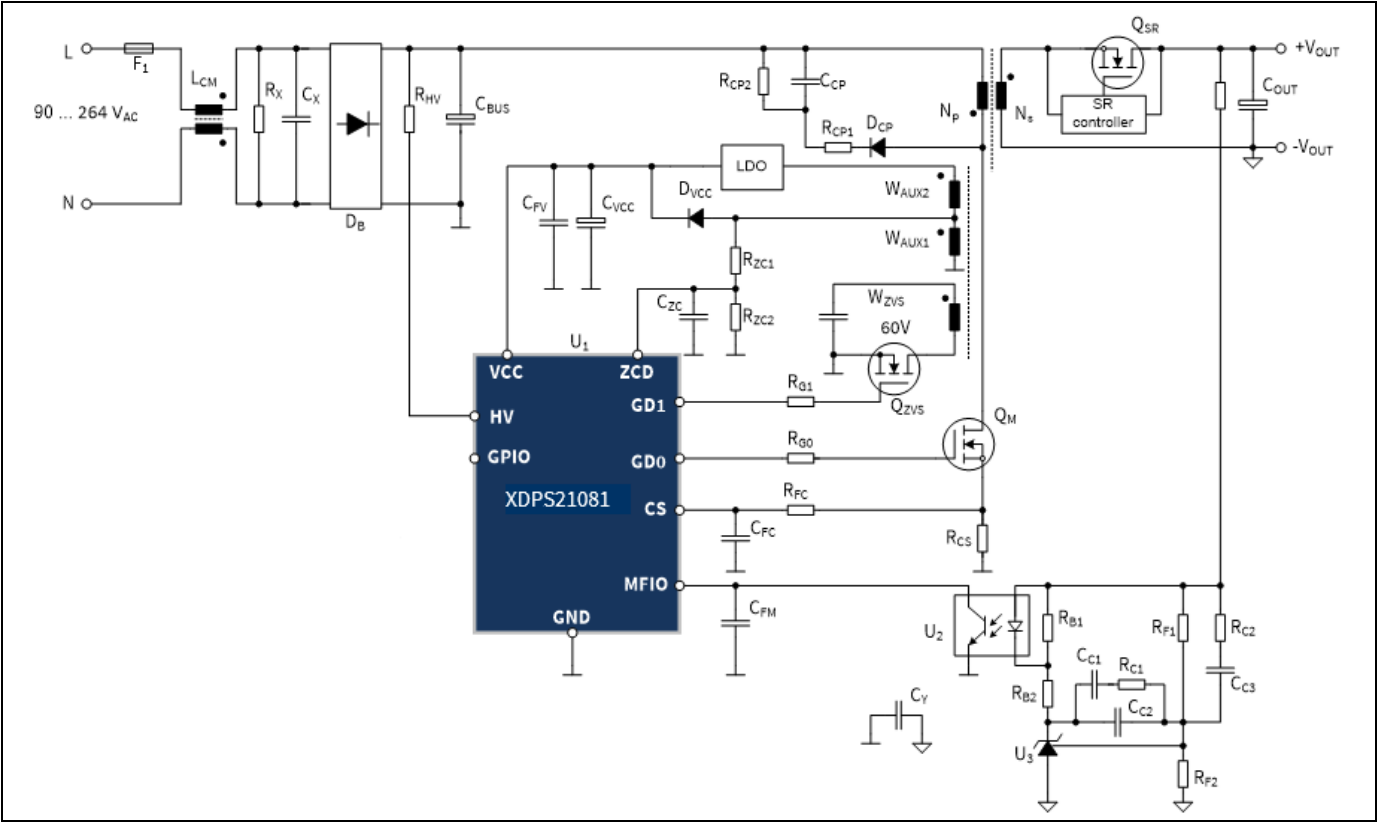 QSR
L
F1
+VOUT
LCM
RX
CX
RHV
CBUS
RCP2
CCP
NP
NS
SR
controller
COUT
90 ... 264 VAC
RCP1
DCP
-VOUT
LDO
N
DB
CFV
CVCC
DVCC
WAUX2
WAUX1
RZC1
CZC
RZC2
WZVS
60V
U1
VCC
ZCD
GD1
RG1
QZVS
HV
QM
GPIO
GD0
RG0
XDPS21081
CS
RFC
CFC
RCS
MFIO
CFM
GND
U2
RB1
RF1
RC2
CC1
RC1
CC3
RB2
CC2
CY
U3
RF2